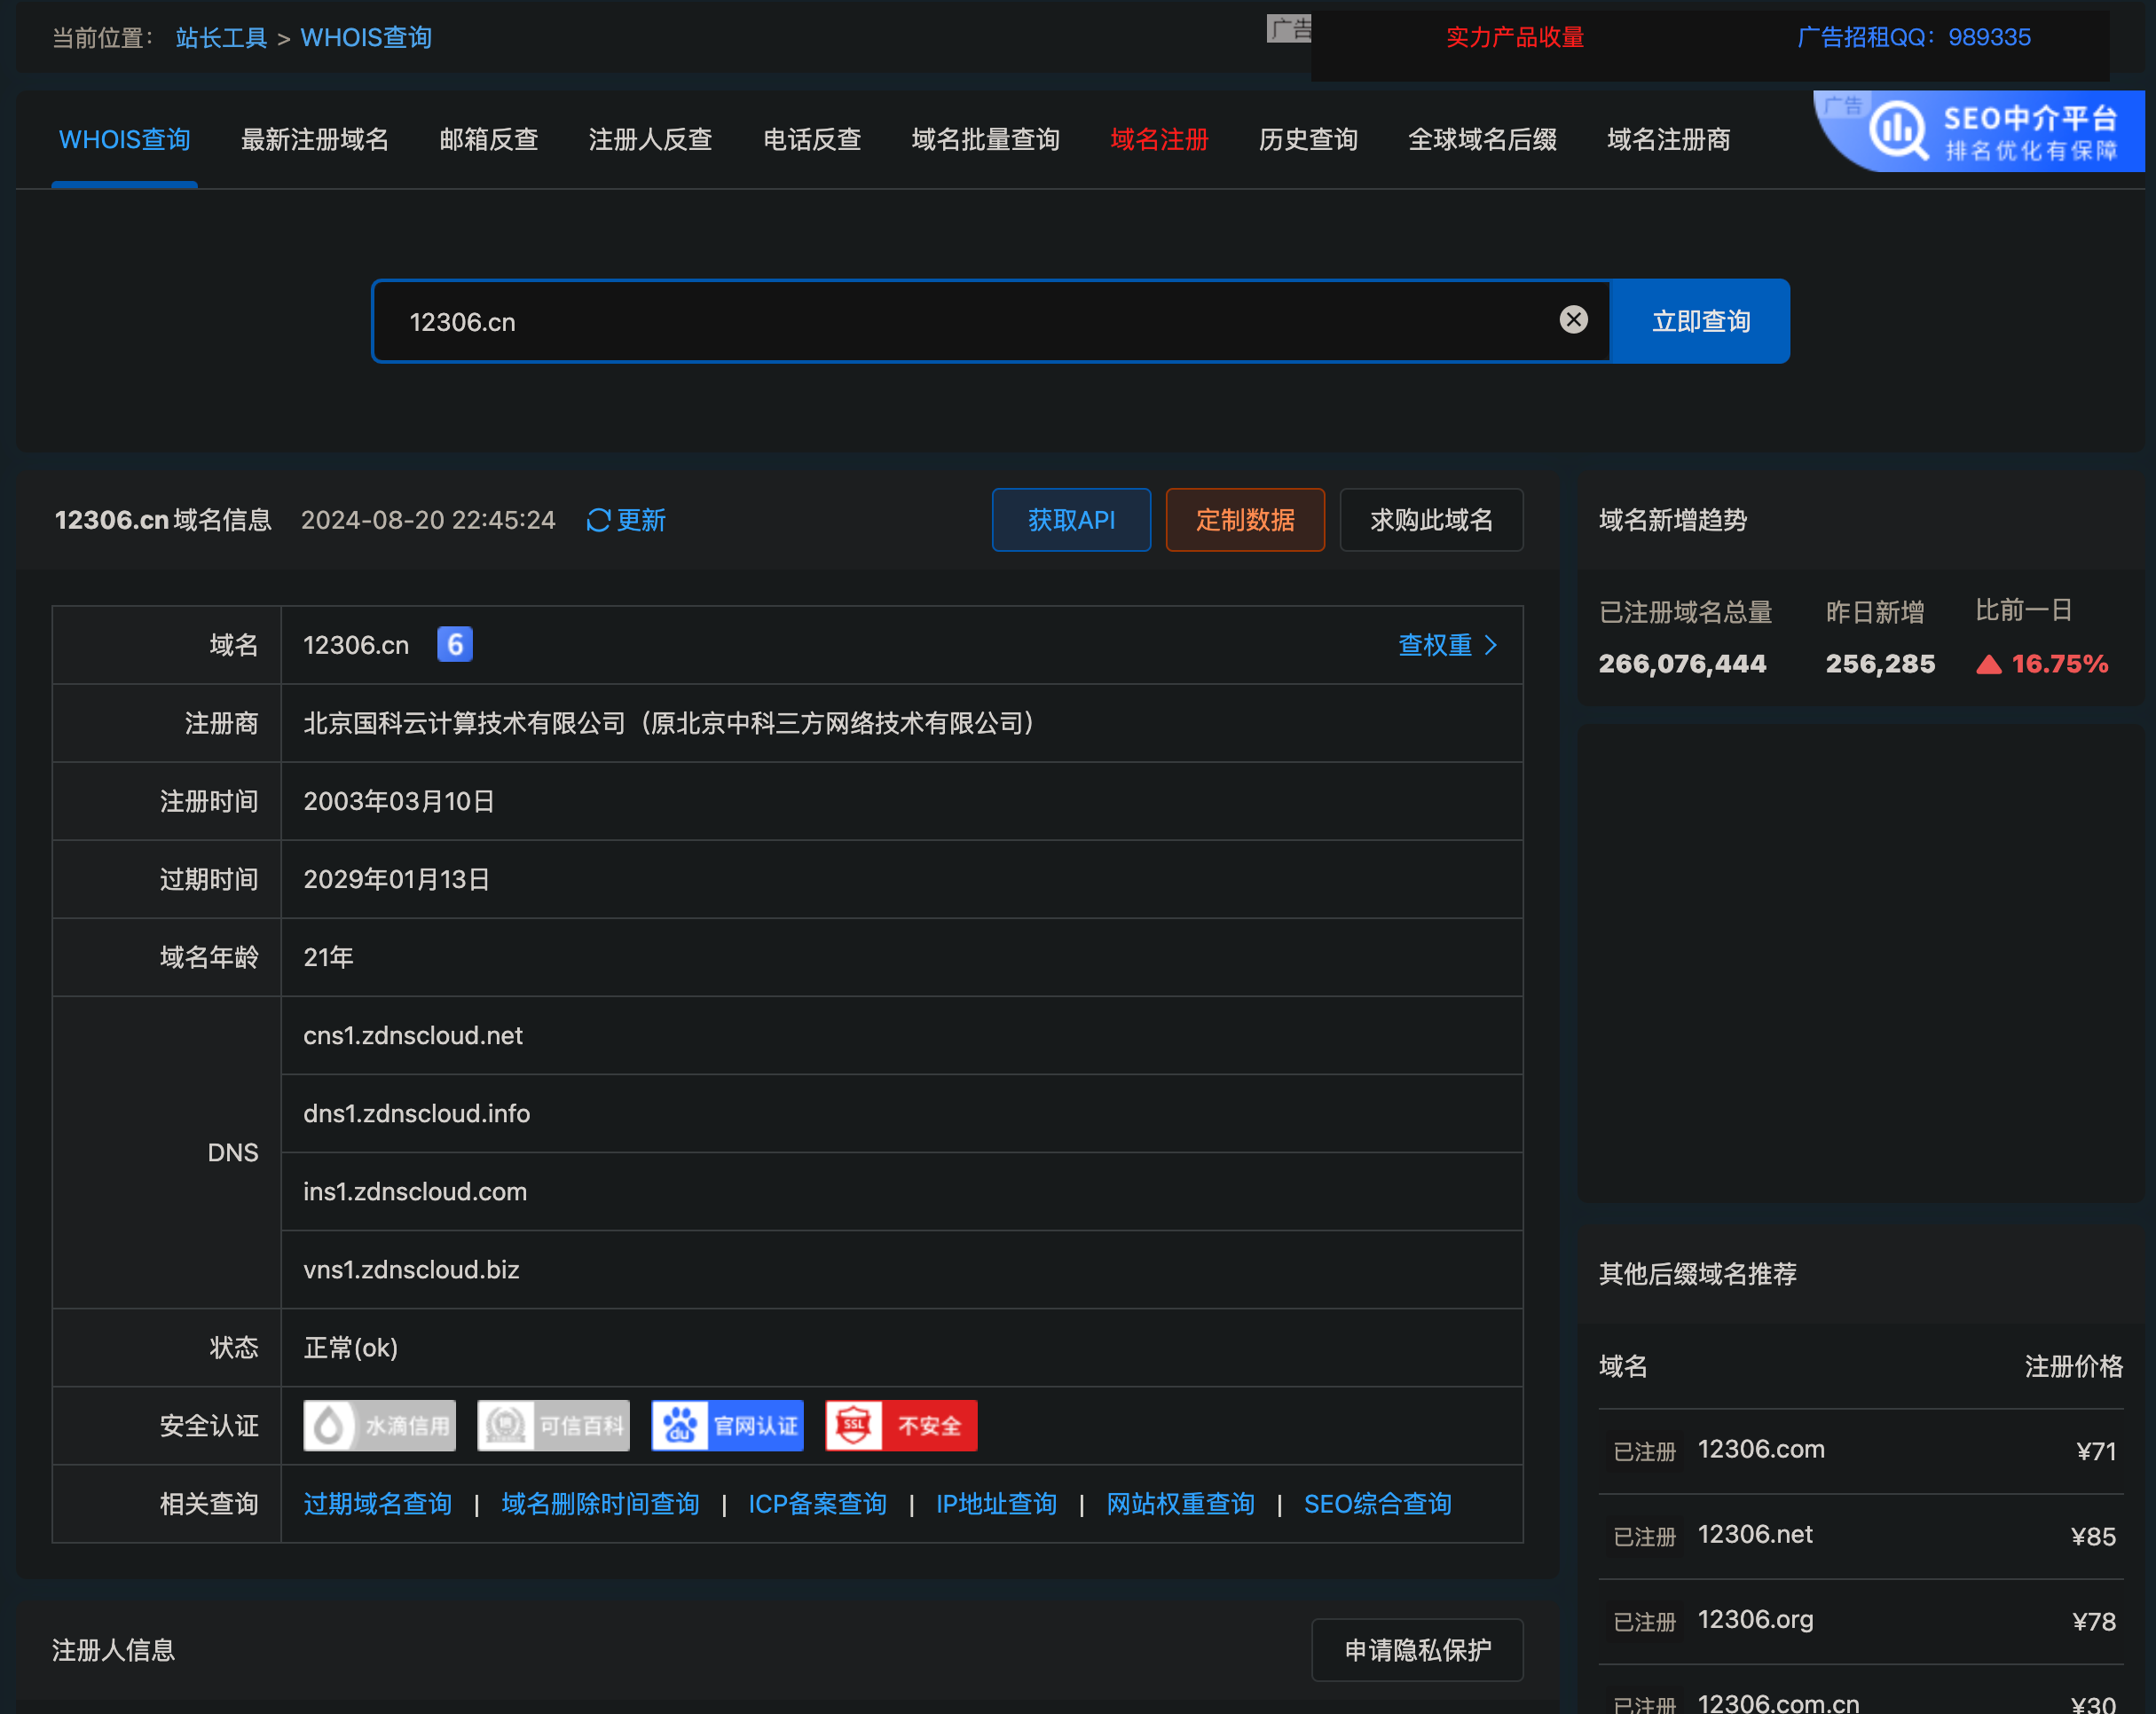 当前位置： 站长工具 > WHOIS查询
广告 实力产品收量 广告招租QQ：989335
WHOIS查询 最新注册域名 邮箱反查 注册人反查 电话反查 域名批量查询 域名注册 历史查询 全球域名后缀 域名注册商
广告 SEO中介平台
排名优化有保障
12306.cn 立即查询
12306.cn域名信息 2024-08-20 22:45:24 更新 获取API 定制数据 求购此域名
域名 12306.cn 6 查权重
注册商 北京国科云计算技术有限公司（原北京中科三方网络技术有限公司）
注册时间 2003年03月10日
过期时间 2029年01月13日
域名年龄 21年
DNS
cns1.zdnscloud.net
dns1.zdnscloud.info
ins1.zdnscloud.com
vns1.zdnscloud.biz
状态 正常(ok)
安全认证 水滴信用 可信百科 du 官网认证 SSL 不安全
相关查询 过期域名查询 | 域名删除时间查询 | ICP备案查询 | IP地址查询 | 网站权重查询 | SEO综合查询
注册人信息 申请隐私保护
域名新增趋势
已注册域名总量 昨日新增 比前一日
266,076,444 256,285 16.75%
其他后缀域名推荐
域名 注册价格
已注册 12306.com ¥71
已注册 12306.net ¥85
已注册 12306.org ¥78
已注册 12306.com.cn ¥30